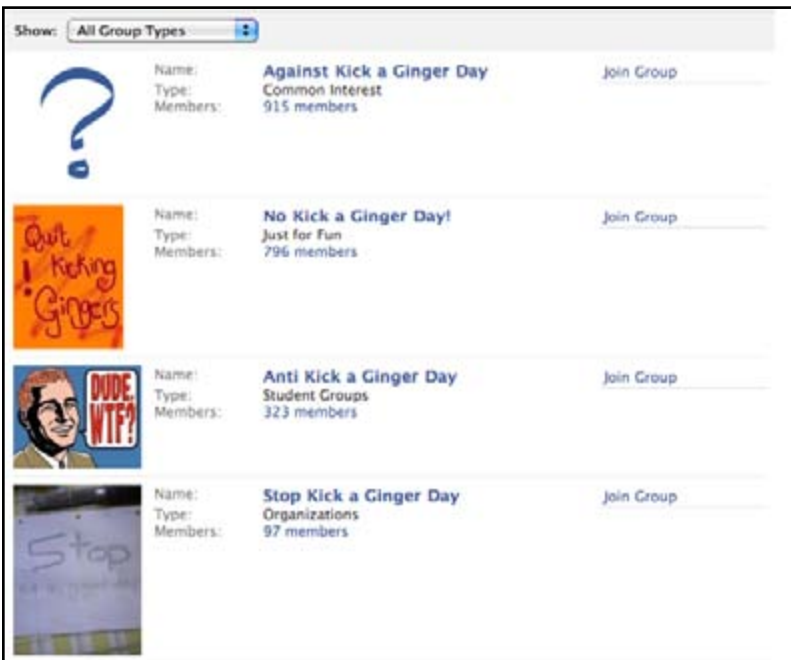 Show: All Group Types
Name: Against Kick a Ginger Day Join Group
Type: Common Interest
Members: 915 members
Quit
Kicking
Gingers
!
Name: No Kick a Ginger Day! Join Group
Type: Just for Fun
Members: 796 members
DUDE,
WTF?
Name: Anti Kick a Ginger Day Join Group
Type: Student Groups
Members: 323 members
Stop
Name: Stop Kick a Ginger Day Join Group
Type: Organizations
Members: 97 members